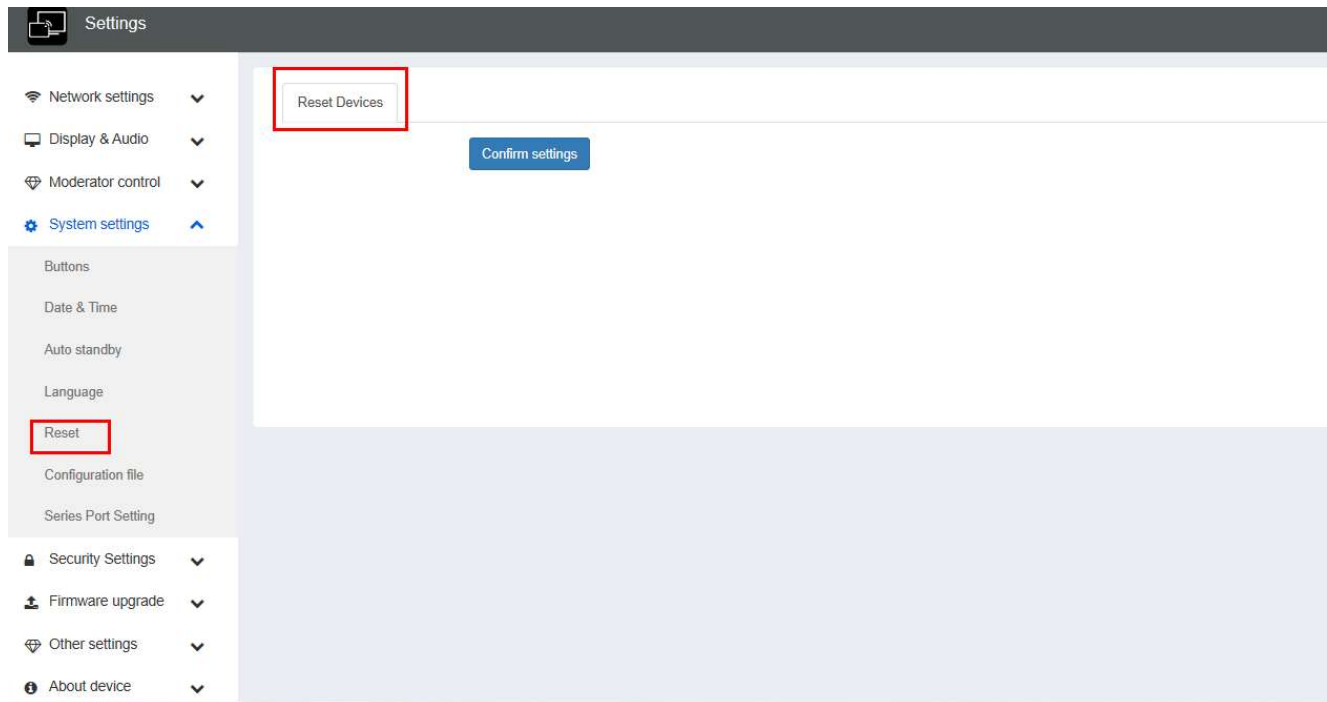 Settings
Network settings
Display & Audio
Moderator control
System settings
Buttons
Date & Time
Auto standby
Language
Reset
Configuration file
Series Port Setting
Security Settings
Firmware upgrade
Other settings
About device
Reset Devices
Confirm settings